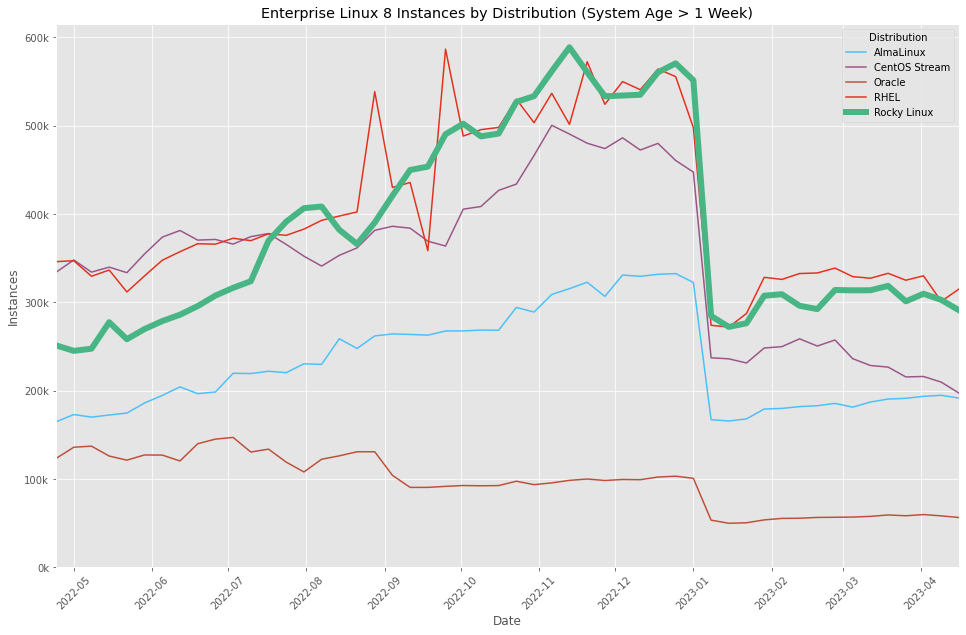 Enterprise Linux 8 Instances by Distribution (System Age > 1 Week)
Distribution
AlmaLinux
CentOS Stream
Oracle
RHEL
Rocky Linux
600k
500k
400k
300k
200k
100k
0k
Instances
2022-05
2022-06
2022-07
2022-08
2022-09
2022-10
2022-11
2022-12
2023-01
2023-02
2023-03
2023-04
Date